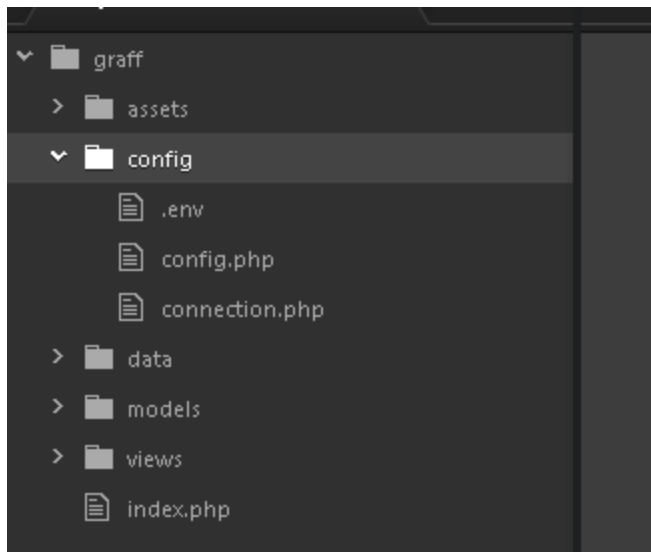 graff
assets
config
.env
config.php
connection.php
data
models
views
index.php